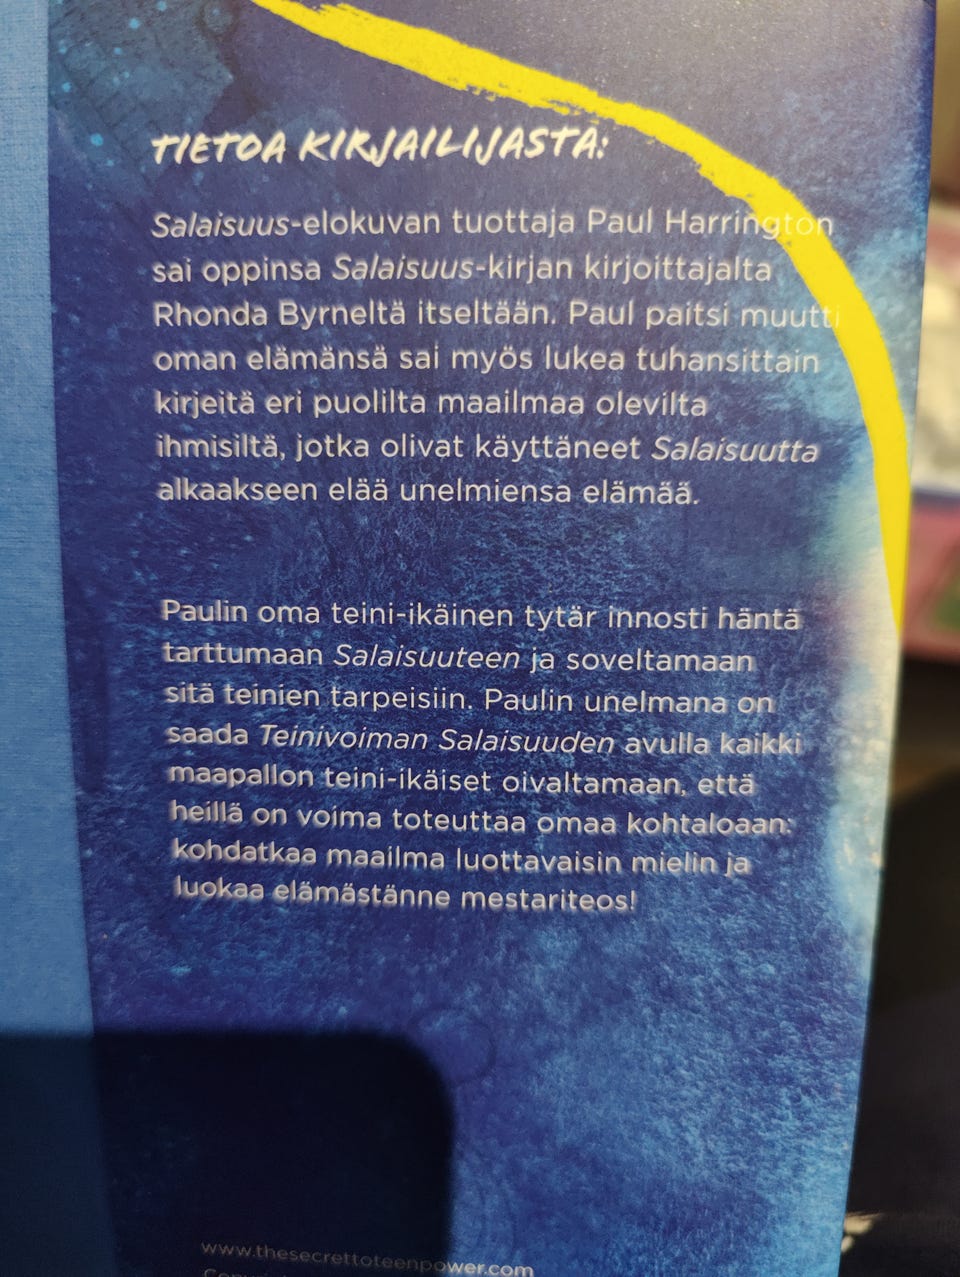 TIETOA KIRJAILIJASTA:
Salaisuus-elokuvan tuottaja Paul Harrington
sai oppinsa Salaisuus-kirjan kirjoittajalta
Rhonda Byrneltä itseltään. Paul paitsi muutti
oman elämänsä sai myös lukea tuhansittain
kirjeitä eri puolilta maailmaa olevilta
ihmisiltä, jotka olivat käyttäneet Salaisuutta
alkaakseen elää unelmiensa elämää.
Paulin oma teini-ikäinen tytär innosti häntä
tarttumaan Salaisuuteen ja soveltamaan
sitä teinien tarpeisiin. Paulin unelmana on
saada Teinivoiman Salaisuuden avulla kaikki
maapallon teini-ikäiset oivaltamaan, että
heillä on voima toteuttaa omaa kohtaloaan:
kohdatkaa maailma luottavaisin mielin ja
luokaa elämästänne mestariteos!
www.thesecrettoteenpower.com